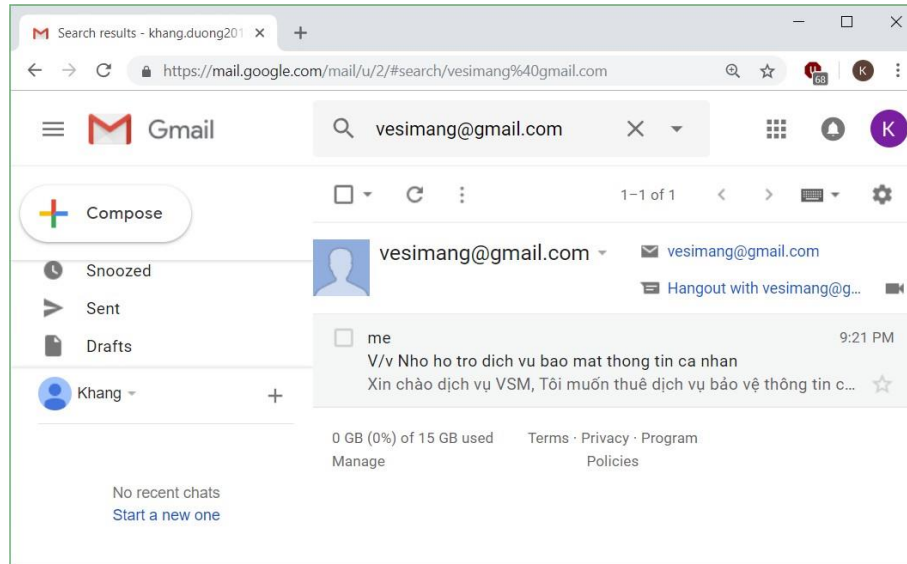 Search results - khang.duong201
https://mail.google.com/mail/u/2/#search/vesimang%40gmail.com
68
K
Gmail
vesimang@gmail.com
K
Compose
1–1 of 1
Snoozed
Sent
Drafts
Khang
No recent chats
Start a new one
vesimang@gmail.com
vesimang@gmail.com
Hangout with vesimang@g...
me
9:21 PM
V/v Nho ho tro dich vu bao mat thong tin ca nhan
Xin chào dịch vụ VSM, Tôi muốn thuê dịch vụ bảo vệ thông tin c...
0 GB (0%) of 15 GB used
Manage
Terms · Privacy · Program
Policies